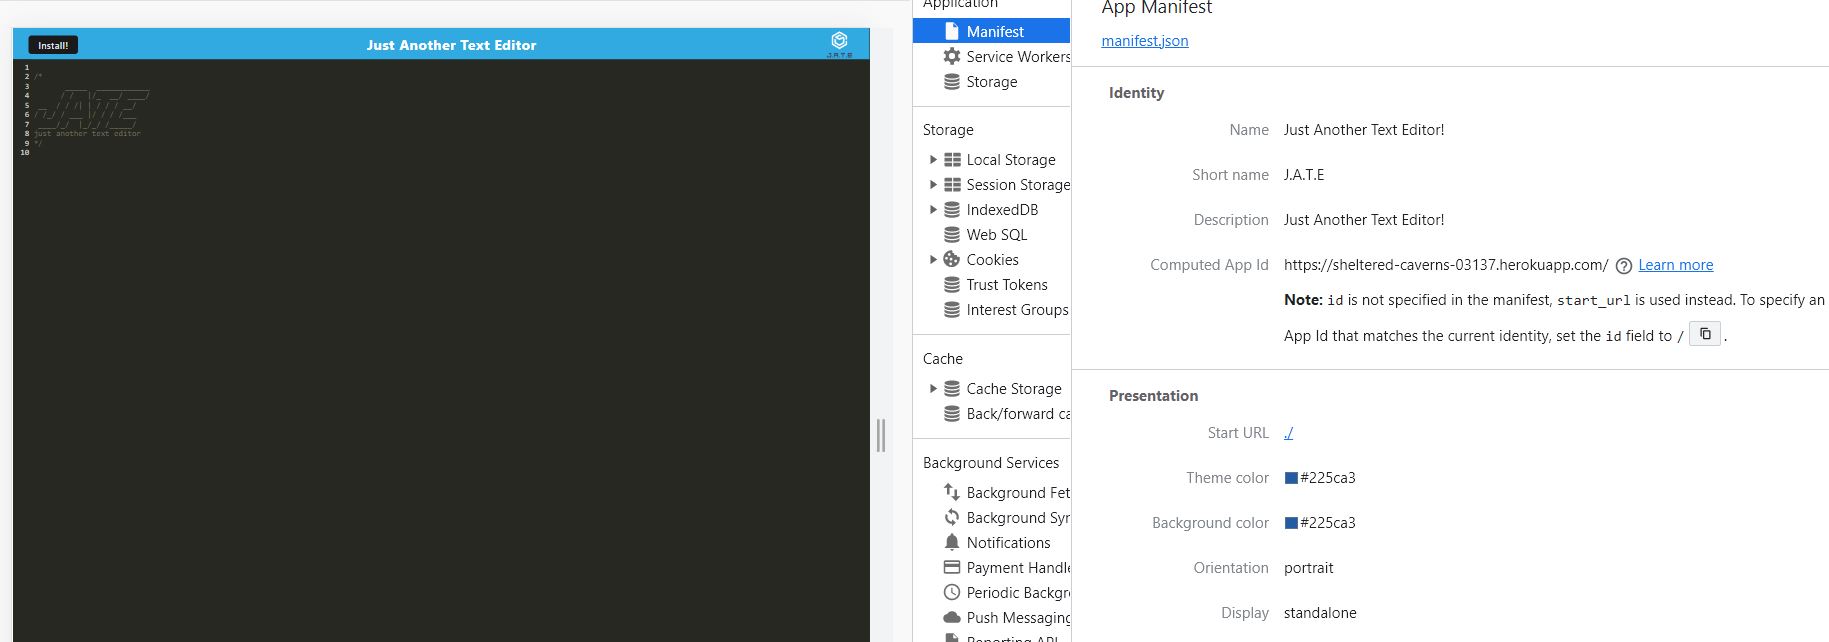 Install!
Just Another Text Editor
J.A.T.E
1
2 /*
3
4
5
6
7
8 just another text editor
9 */
10
Application
Manifest
Service Workers
Storage
Storage
Local Storage
Session Storage
IndexedDB
Web SQL
Cookies
Trust Tokens
Interest Groups
Cache
Cache Storage
Back/forward ca
Background Services
Background Fet
Background Syn
Notifications
Payment Handle
Periodic Backgr
Push Messaging
Reporting API
App Manifest
manifest.json
Identity
Name Just Another Text Editor!
Short name J.A.T.E
Description Just Another Text Editor!
Computed App Id https://sheltered-caverns-03137.herokuapp.com/ Learn more
Note: id is not specified in the manifest, start_url is used instead. To specify an
App Id that matches the current identity, set the id field to / .
Presentation
Start URL ./
Theme color #225ca3
Background color #225ca3
Orientation portrait
Display standalone